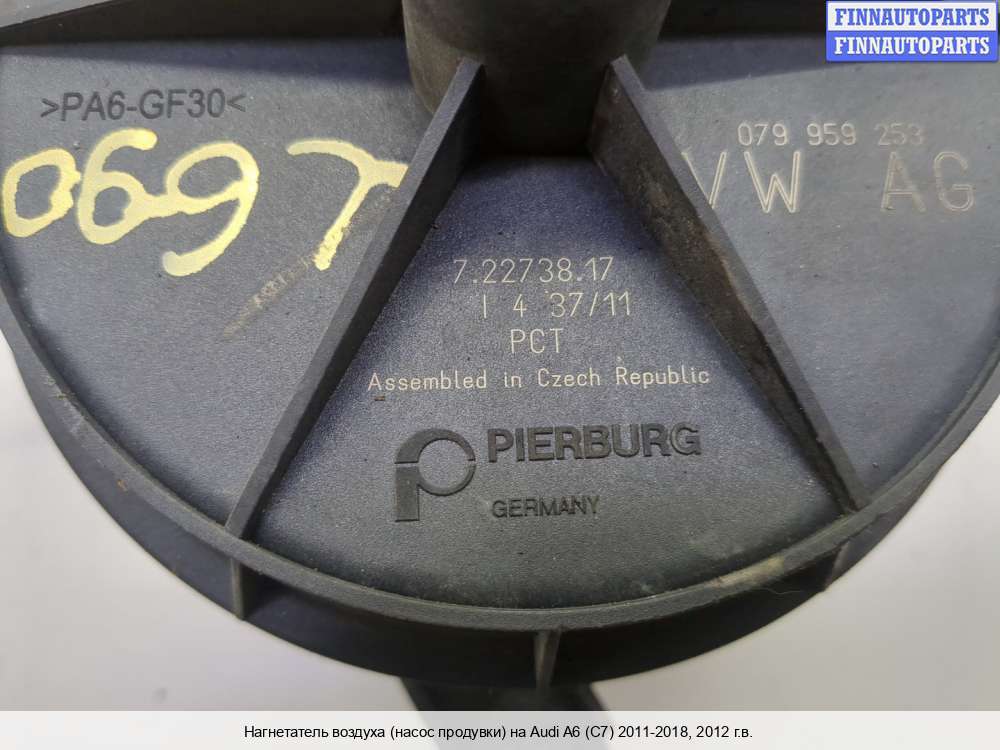 FINNAUTOPARTS
FINNAUTOPARTS
>PA6-GF30<
079 959 253
VW AG
7.22738.17
I 4 37/11
PCT
Assembled in Czech Republic
PIERBURG
GERMANY
Нагнетатель воздуха (насос продувки) на Audi A6 (C7) 2011-2018, 2012 г.в.